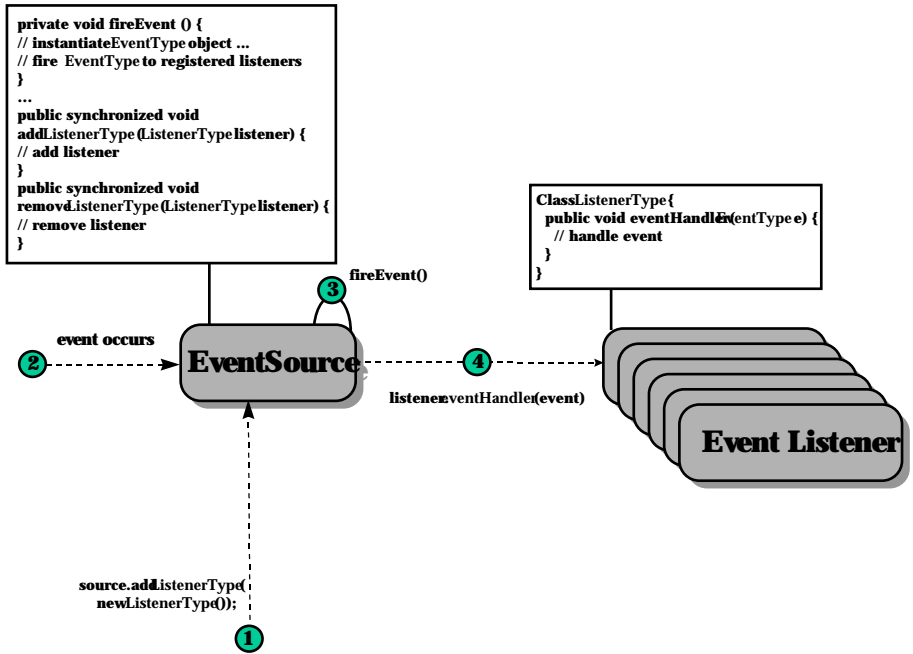 private void fireEvent () {
// instantiate EventType object ...
// fire EventType to registered listeners
}
...
public synchronized void
addListenerType (ListenerType listener) {
// add listener
}
public synchronized void
removeListenerType (ListenerType listener) {
// remove listener
}
Class ListenerType {
public void eventHandler(EventType e) {
// handle event
}
}
3
fireEvent()
2
event occurs
EventSource
4
listener.eventHandler(event)
Event Listener
source.addListenerType(
new ListenerType());
1